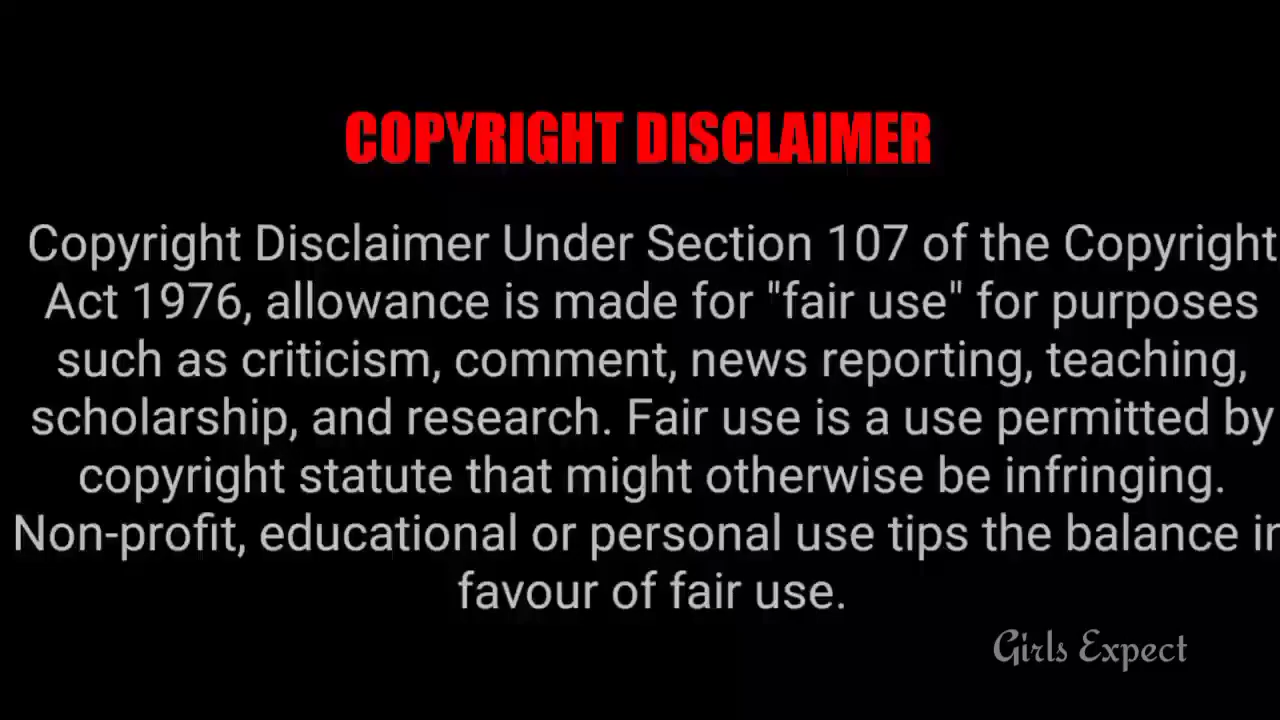 COPYRIGHT DISCLAIMER
Copyright Disclaimer Under Section 107 of the Copyright
Act 1976, allowance is made for "fair use" for purposes
such as criticism, comment, news reporting, teaching,
scholarship, and research. Fair use is a use permitted by
copyright statute that might otherwise be infringing.
Non-profit, educational or personal use tips the balance in
favour of fair use.
Girls Expect